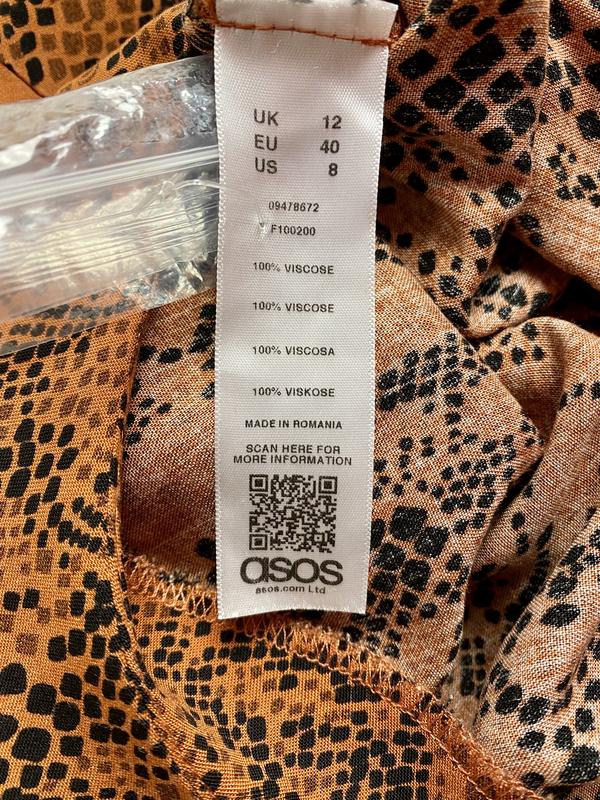 UK 12
EU 40
US 8
09478672
F100200
100% VISCOSE
100% VISCOSE
100% VISCOSA
100% VISKOSE
MADE IN ROMANIA
SCAN HERE FOR
MORE INFORMATION
asos
asos.com Ltd